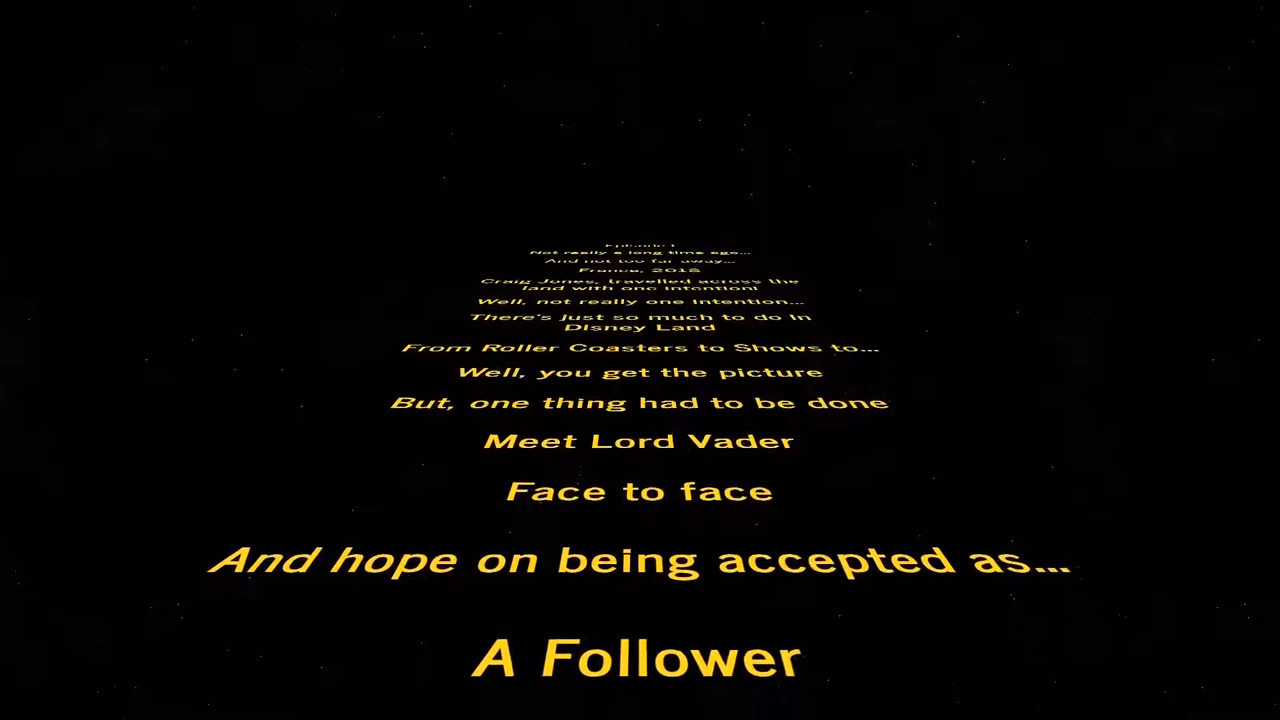 Episode I
Not really a long time ago...
And not too far away...
France, 2018
Craig Jones, travelled across the
land with one intention!
Well, not really one intention...
There's just so much to do in
Disney Land
From Roller Coasters to Shows to...
Well, you get the picture
But, one thing had to be done
Meet Lord Vader
Face to face
And hope on being accepted as...
A Follower